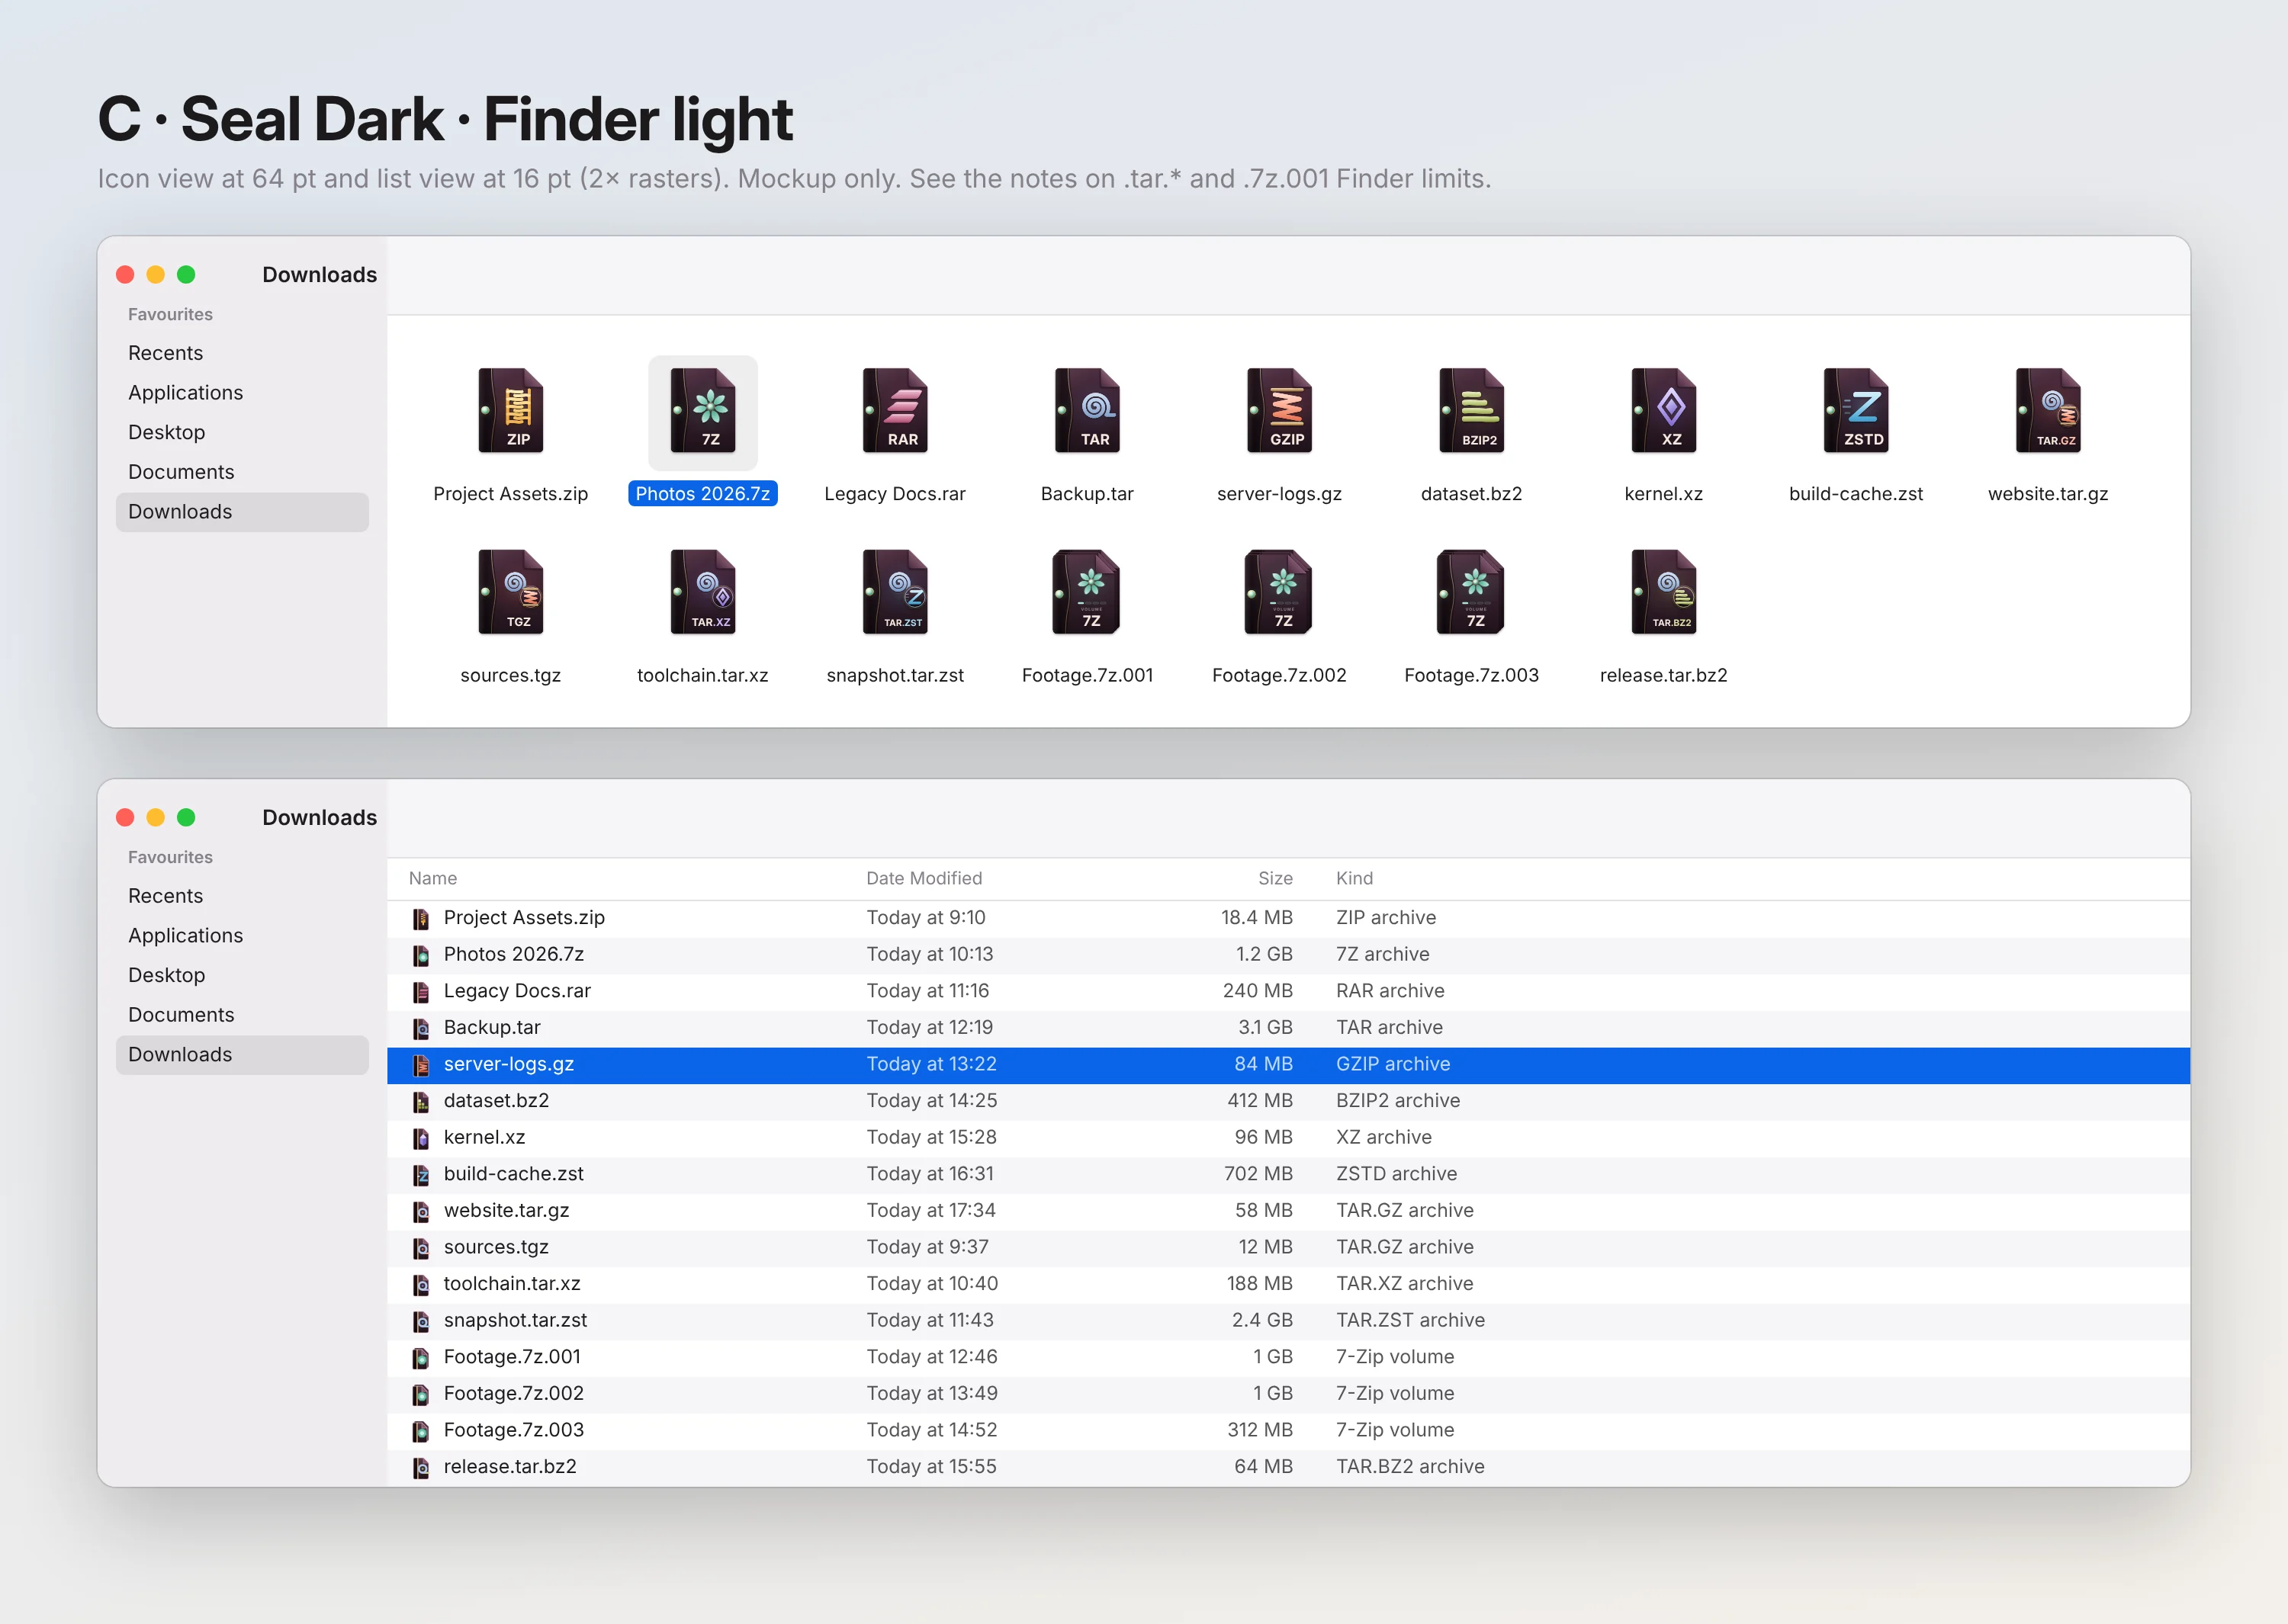 C · Seal Dark · Finder light
Icon view at 64 pt and list view at 16 pt (2× rasters). Mockup only. See the notes on .tar.* and .7z.001 Finder limits.
Downloads
Favourites
Recents
Applications
Desktop
Documents
Downloads
ZIP
7Z
RAR
TAR
GZIP
BZIP2
XZ
ZSTD
TAR.GZ
Project Assets.zip
Photos 2026.7z
Legacy Docs.rar
Backup.tar
server-logs.gz
dataset.bz2
kernel.xz
build-cache.zst
website.tar.gz
TGZ
TAR.XZ
TAR.ZST
VOLUME
7Z
VOLUME
7Z
VOLUME
7Z
TAR.BZ2
sources.tgz
toolchain.tar.xz
snapshot.tar.zst
Footage.7z.001
Footage.7z.002
Footage.7z.003
release.tar.bz2
Downloads
Favourites
Recents
Applications
Desktop
Documents
Downloads
Name Date Modified Size Kind
Project Assets.zip Today at 9:10 18.4 MB ZIP archive
Photos 2026.7z Today at 10:13 1.2 GB 7Z archive
Legacy Docs.rar Today at 11:16 240 MB RAR archive
Backup.tar Today at 12:19 3.1 GB TAR archive
server-logs.gz Today at 13:22 84 MB GZIP archive
dataset.bz2 Today at 14:25 412 MB BZIP2 archive
kernel.xz Today at 15:28 96 MB XZ archive
build-cache.zst Today at 16:31 702 MB ZSTD archive
website.tar.gz Today at 17:34 58 MB TAR.GZ archive
sources.tgz Today at 9:37 12 MB TAR.GZ archive
toolchain.tar.xz Today at 10:40 188 MB TAR.XZ archive
snapshot.tar.zst Today at 11:43 2.4 GB TAR.ZST archive
Footage.7z.001 Today at 12:46 1 GB 7-Zip volume
Footage.7z.002 Today at 13:49 1 GB 7-Zip volume
Footage.7z.003 Today at 14:52 312 MB 7-Zip volume
release.tar.bz2 Today at 15:55 64 MB TAR.BZ2 archive